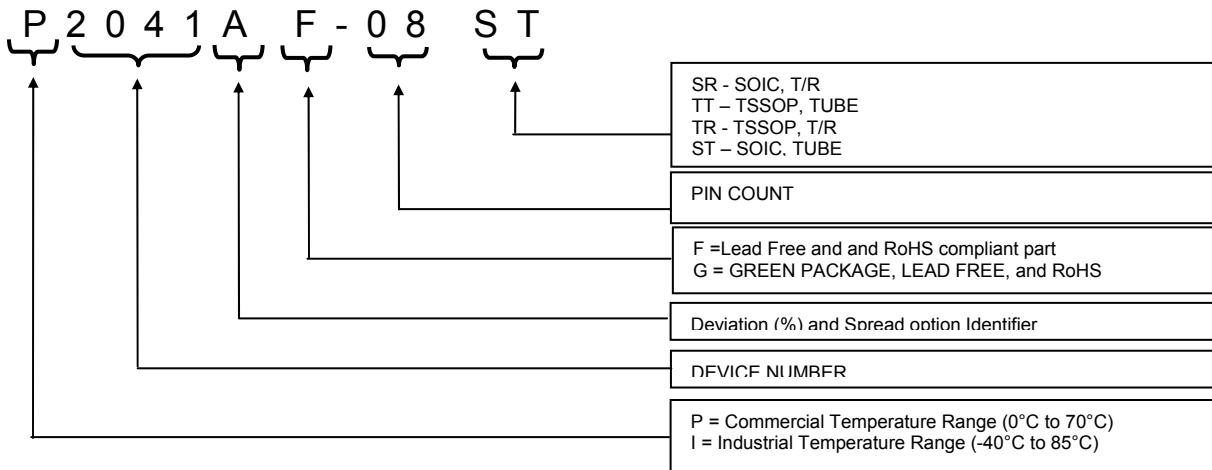 P 2 0 4 1 A F - 0 8 S T
SR - SOIC, T/R
TT – TSSOP, TUBE
TR - TSSOP, T/R
ST – SOIC, TUBE
PIN COUNT
F =Lead Free and and RoHS compliant part
G = GREEN PACKAGE, LEAD FREE, and RoHS
Deviation (%) and Spread option Identifier
DEVICE NUMBER
P = Commercial Temperature Range (0°C to 70°C)
I = Industrial Temperature Range (-40°C to 85°C)